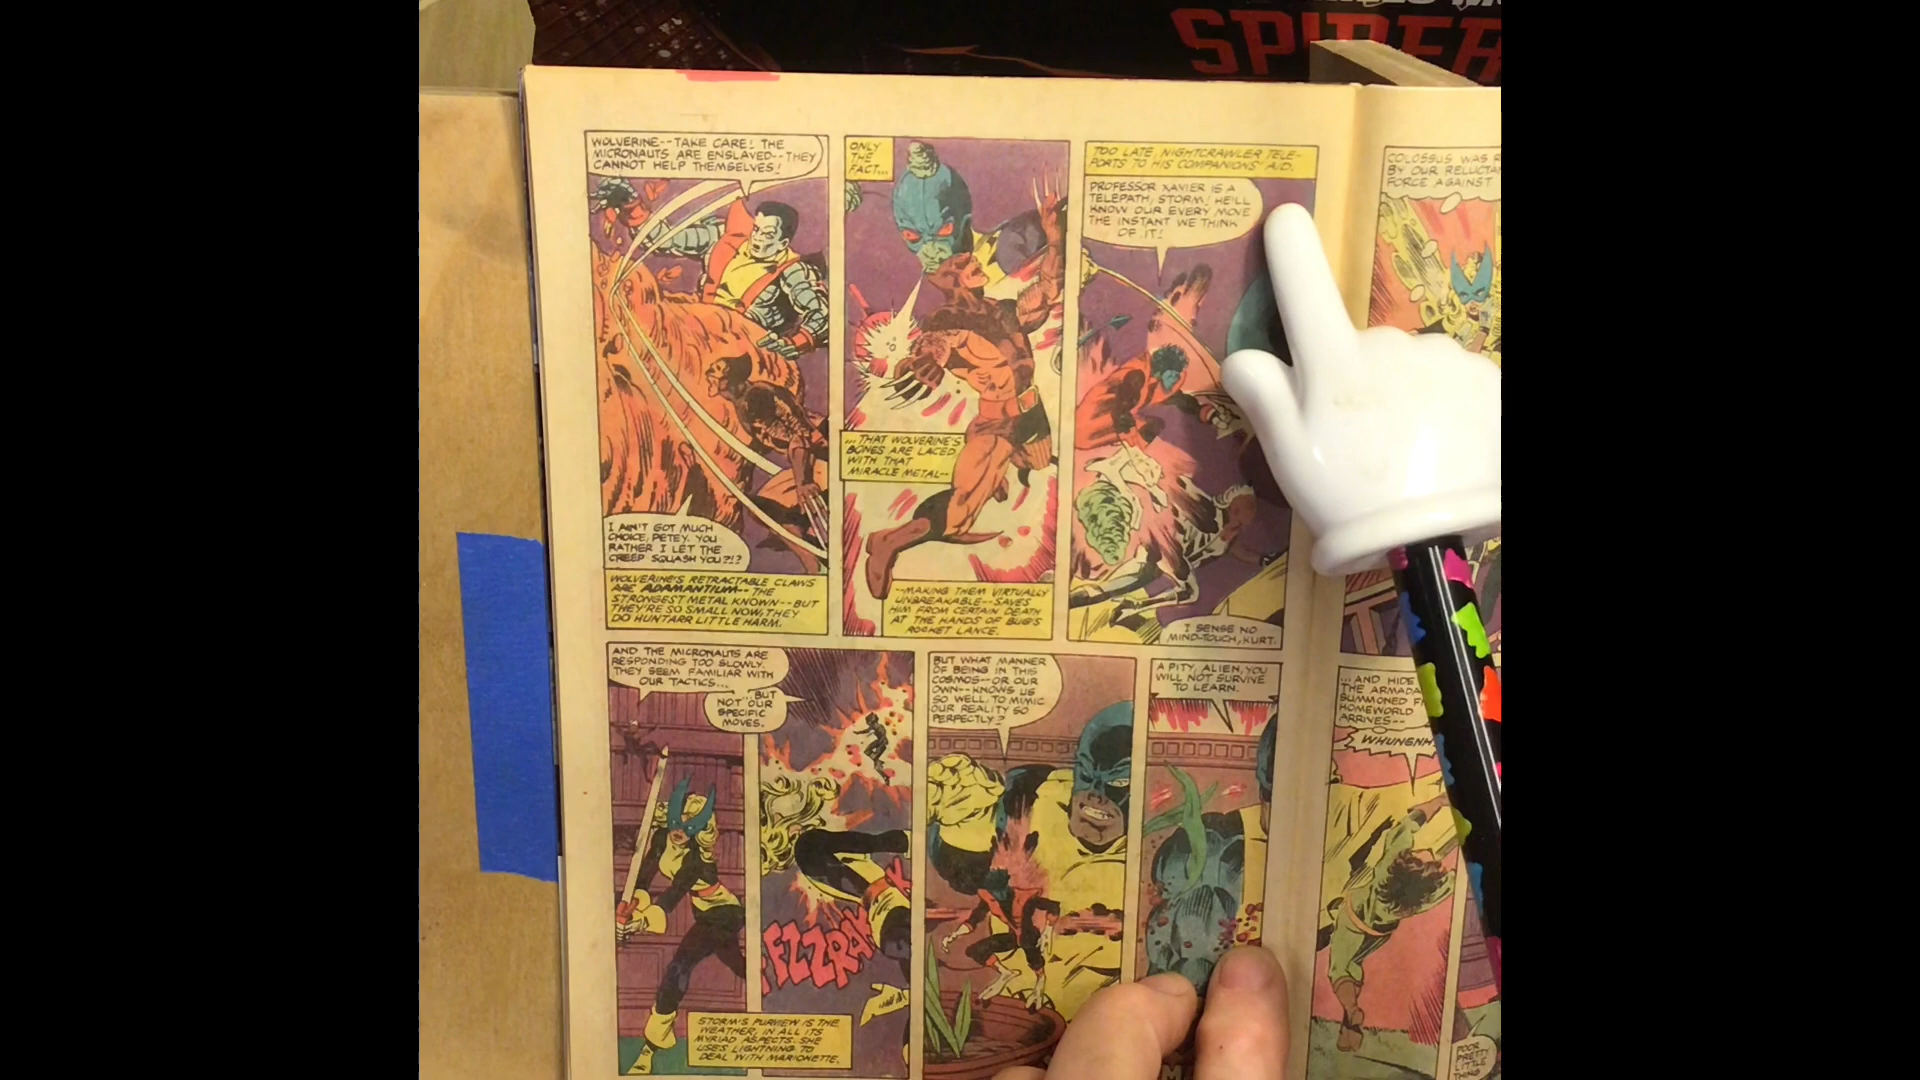 SPIDER
WOLVERINE--TAKE CARE! THE
MICRONAUTS ARE ENSLAVED--THEY
CANNOT HELP THEMSELVES!
I AIN'T GOT MUCH
CHOICE, PETEY. YOU
RATHER I LET THE
CREEP SQUASH YOU?!?
WOLVERINE'S RETRACTABLE CLAWS
ARE ADAMANTIUM--THE
STRONGEST METAL KNOWN--BUT
THEY'RE SO SMALL NOW, THEY
DO HUNTARR LITTLE HARM.
ONLY
THE
FACT...
...THAT WOLVERINE'S
BONES ARE LACED
WITH THAT
MIRACLE METAL--
--MAKING THEM VIRTUALLY
UNBREAKABLE--SAVES
HIM FROM CERTAIN DEATH
AT THE HANDS OF BUG'S
ROCKET LANCE.
TOO LATE, NIGHTCRAWLER TELE-
PORTS TO HIS COMPANIONS' AID.
PROFESSOR XAVIER IS A
TELEPATH, STORM! HE'LL
KNOW OUR EVERY MOVE
THE INSTANT WE THINK
OF IT!
I SENSE NO
MIND-TOUCH, KURT.
AND THE MICRONAUTS ARE
RESPONDING TOO SLOWLY.
THEY SEEM FAMILIAR WITH
OUR TACTICS...
...BUT
NOT OUR
SPECIFIC
MOVES.
FZZRAK
STORM'S PURVIEW IS THE
WEATHER, IN ALL ITS
MYRIAD ASPECTS. SHE
USES LIGHTNING TO
DEAL WITH MARIONETTE.
BUT WHAT MANNER
OF BEING IN THIS
COSMOS--OR OUR
OWN--KNOWS US
SO WELL, TO MIMIC
OUR REALITY SO
PERFECTLY?
A PITY, ALIEN, YOU
WILL NOT SURVIVE
TO LEARN.
COLOSSUS WAS
BY OUR
FORCE AGAINST
...AND HIDE
THE ARMADA
SUMMONED
HOMEWORLD
ARRIVES--
POOR
PRETTY
LITTLE
THING